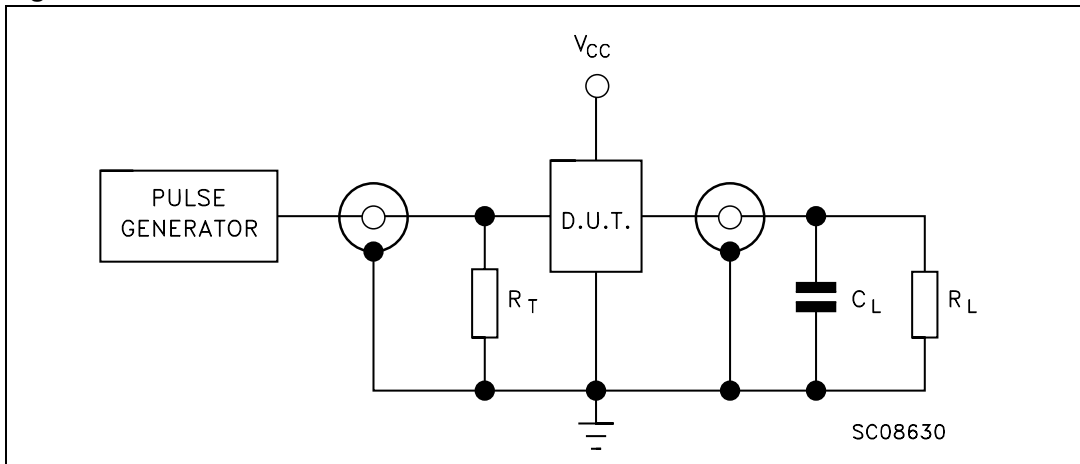 VCC
PULSE
GENERATOR
D.U.T.
RT
CL
RL
SC08630